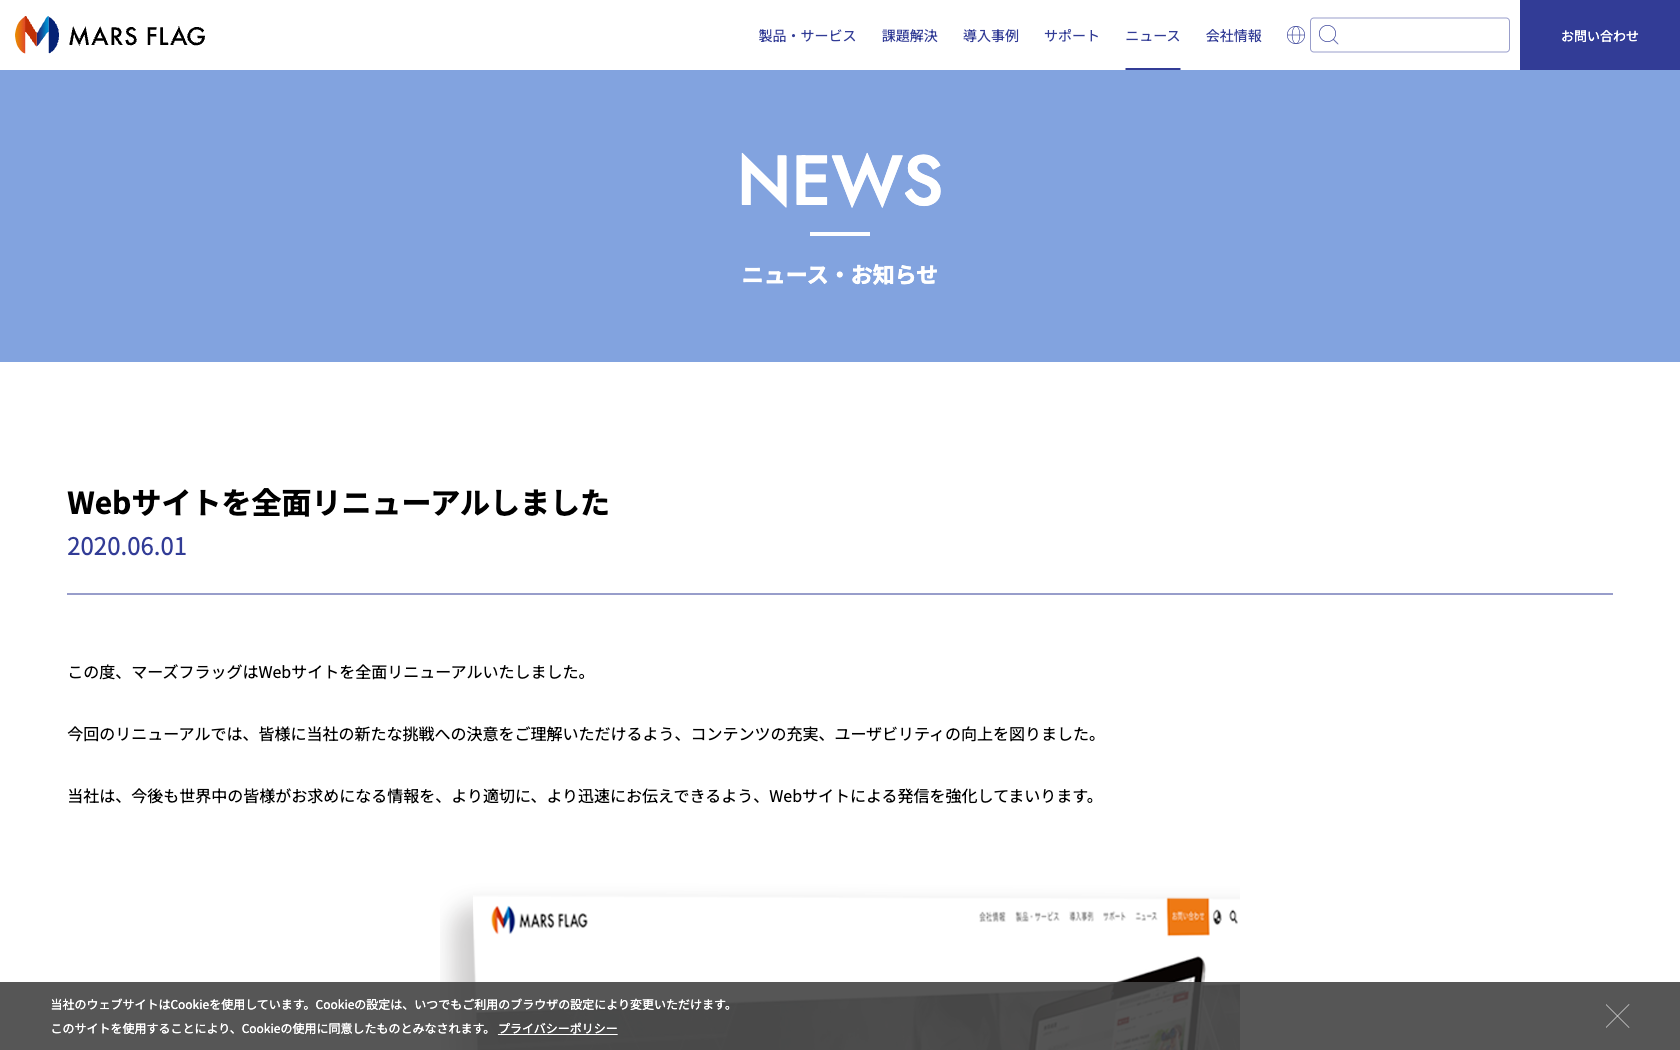 MARS FLAG
製品・サービス 課題解決 導入事例 サポート ニュース 会社情報 お問い合わせ
NEWS
ニュース・お知らせ
Webサイトを全面リニューアルしました
2020.06.01
この度、マーズフラッグはWebサイトを全面リニューアルいたしました。
今回のリニューアルでは、皆様に当社の新たな挑戦への決意をご理解いただけるよう、コンテンツの充実、ユーザビリティの向上を図りました。
当社は、今後も世界中の皆様がお求めになる情報を、より適切に、より迅速にお伝えできるよう、Webサイトによる発信を強化してまいります。
MARS FLAG
会社情報 製品・サービス 導入事例 サポート ニュース お問い合わせ
当社のウェブサイトはCookieを使用しています。Cookieの設定は、いつでもご利用のブラウザの設定により変更いただけます。
このサイトを使用することにより、Cookieの使用に同意したものとみなされます。 プライバシーポリシー